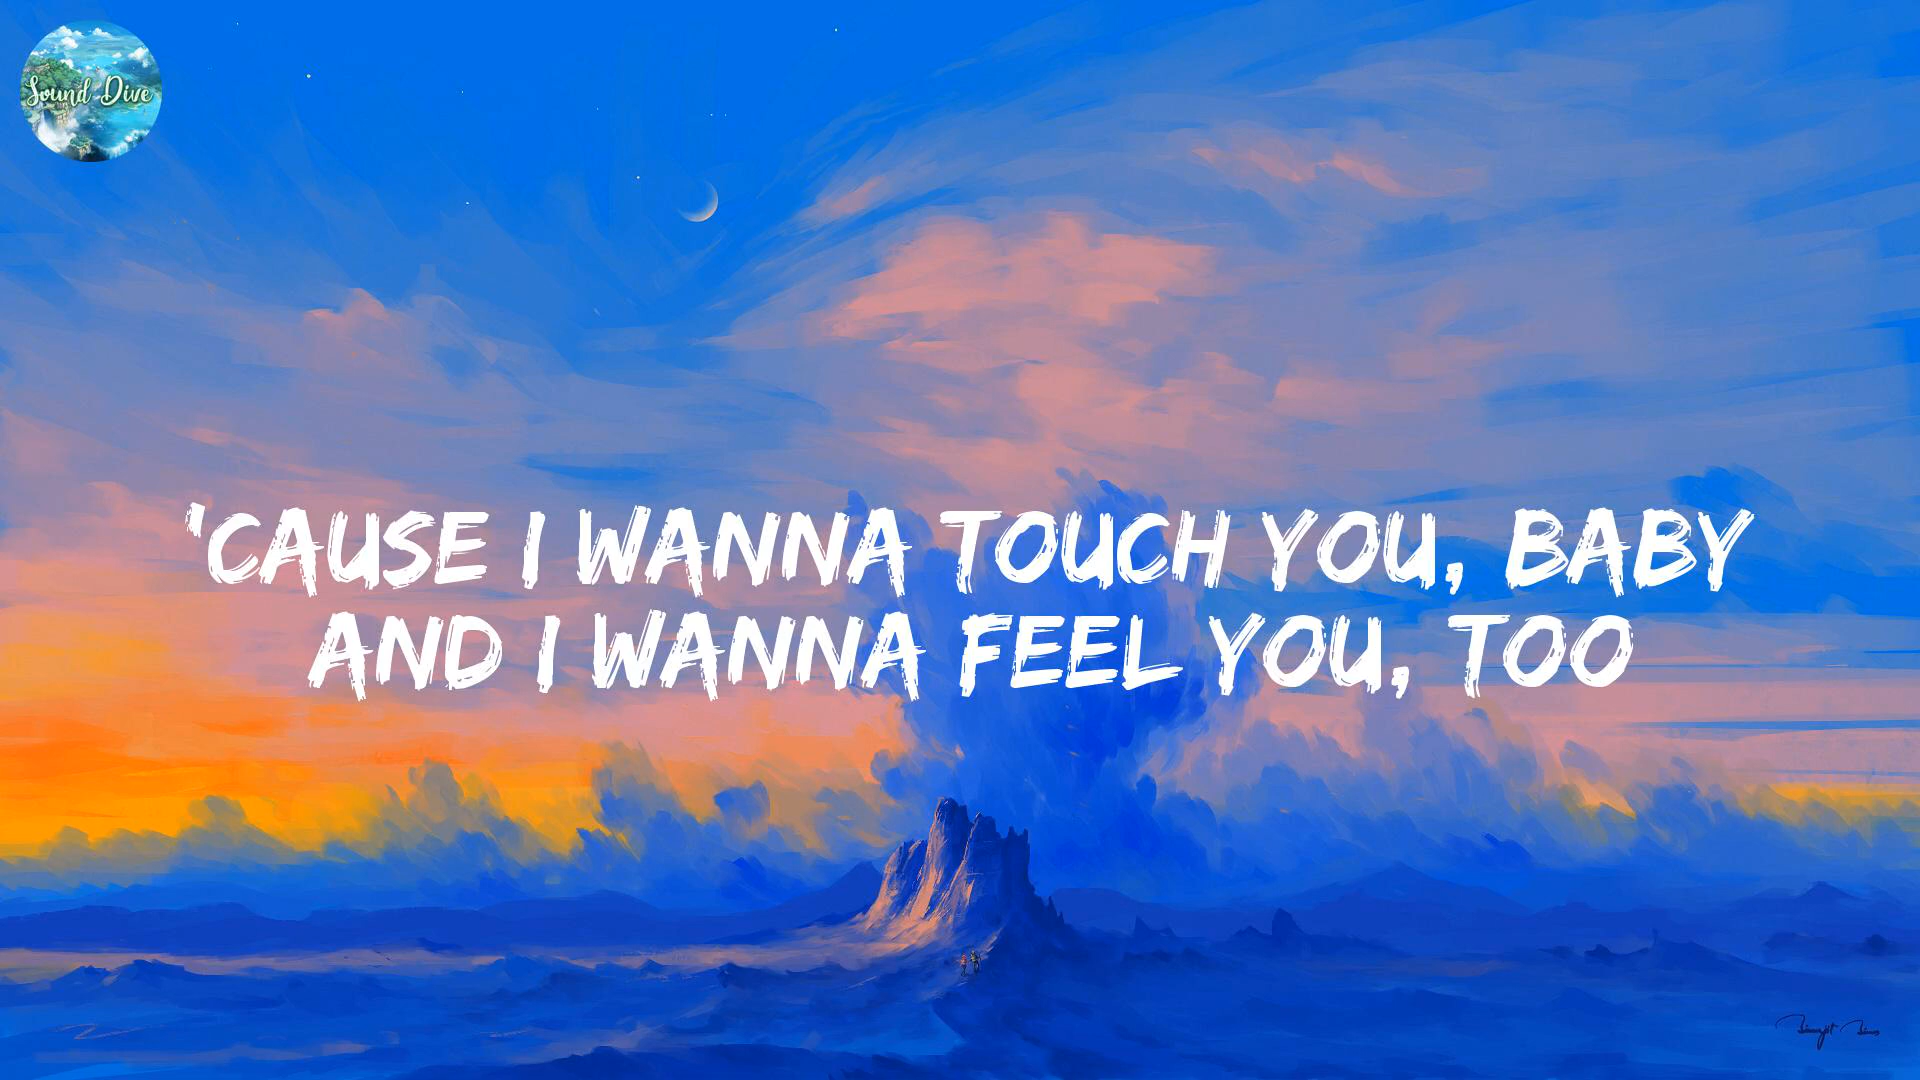 Sound Dive
'CAUSE I WANNA TOUCH YOU, BABY
AND I WANNA FEEL YOU, TOO